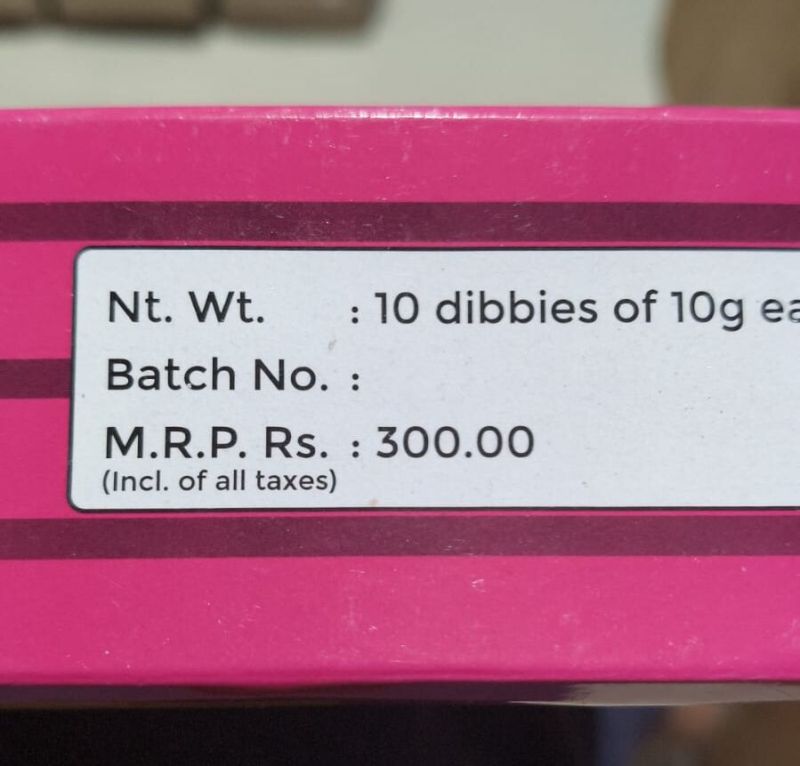 Nt. Wt. : 10 dibbies of 10g
Batch No. :
M.R.P. Rs. : 300.00
(Incl. of all taxes)